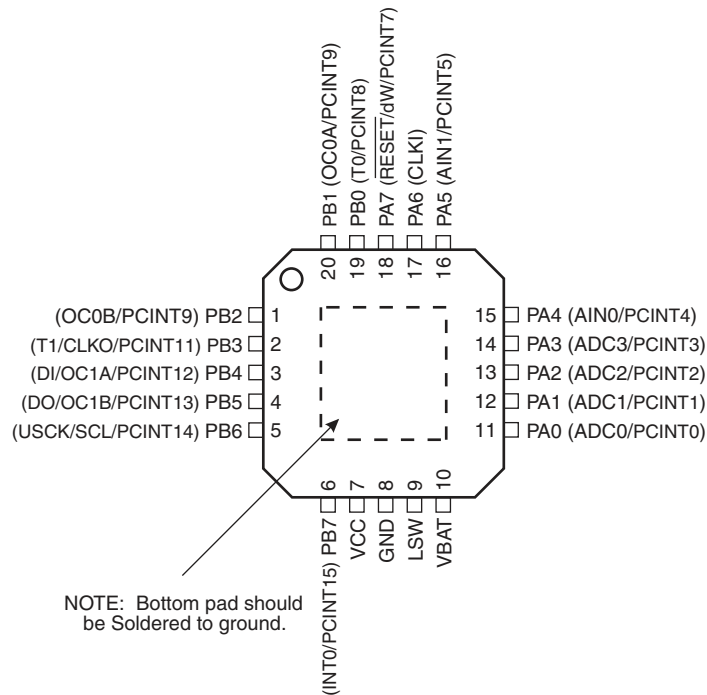 PB1 (OC0A/PCINT9)
PB0 (T0/PCINT8)
PA7 (RESET/dW/PCINT7)
PA6 (CLKI)
PA5 (AIN1/PCINT5)
20
19
18
17
16
(OC0B/PCINT9) PB2 1
(T1/CLKO/PCINT11) PB3 2
(DI/OC1A/PCINT12) PB4 3
(DO/OC1B/PCINT13) PB5 4
(USCK/SCL/PCINT14) PB6 5
15 PA4 (AIN0/PCINT4)
14 PA3 (ADC3/PCINT3)
13 PA2 (ADC2/PCINT2)
12 PA1 (ADC1/PCINT1)
11 PA0 (ADC0/PCINT0)
6
7
8
9
10
(INT0/PCINT15) PB7
VCC
GND
LSW
VBAT
NOTE: Bottom pad should
be Soldered to ground.